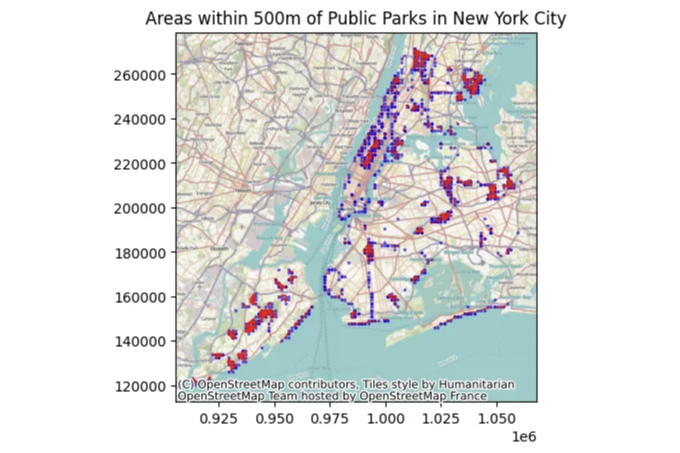 Areas within 500m of Public Parks in New York City
260000
240000
220000
200000
180000
160000
140000
120000
(C) OpenStreetMap contributors, Tiles style by Humanitarian
OpenStreetMap Team hosted by OpenStreetMap France
0.925 0.950 0.975 1.000 1.025 1.050
1e6